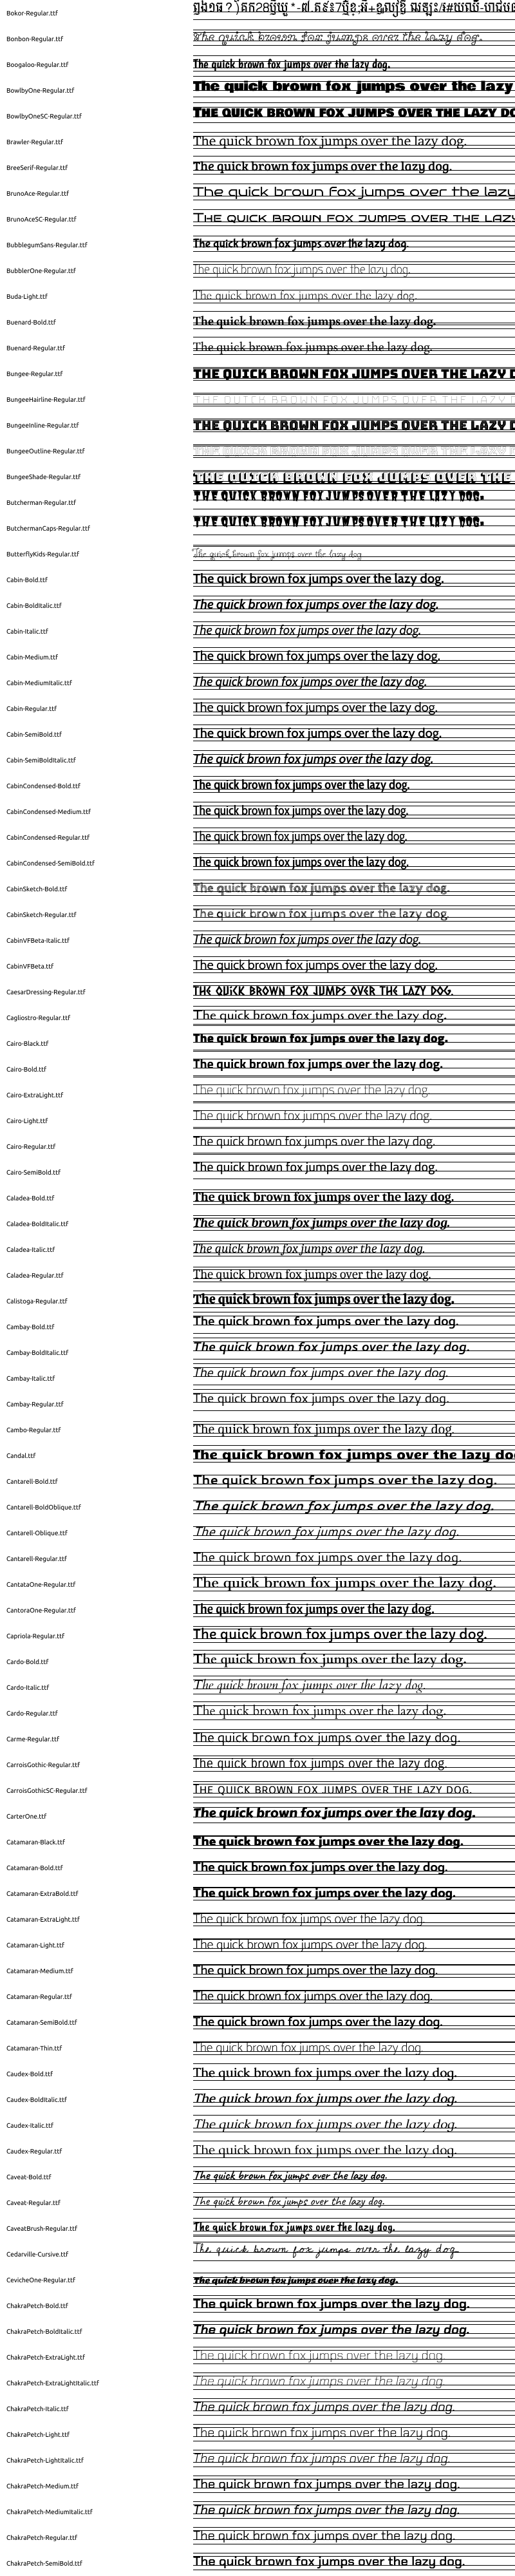 Bokor-Regular.ttf
Bonbon-Regular.ttf The quick brown fox jumps over the lazy dog.
Boogaloo-Regular.ttf The quick brown fox jumps over the lazy dog.
BowlbyOne-Regular.ttf The quick brown fox jumps over the lazy
BowlbyOneSC-Regular.ttf The quick brown fox jumps over the lazy do
Brawler-Regular.ttf The quick brown fox jumps over the lazy dog.
BreeSerif-Regular.ttf The quick brown fox jumps over the lazy dog.
BrunoAce-Regular.ttf The quick brown fox jumps over the lazy
BrunoAceSC-Regular.ttf The quick brown fox jumps over the lazy
BubblegumSans-Regular.ttf The quick brown fox jumps over the lazy dog.
BubblerOne-Regular.ttf The quick brown fox jumps over the lazy dog.
Buda-Light.ttf The quick brown fox jumps over the lazy dog.
Buenard-Bold.ttf The quick brown fox jumps over the lazy dog.
Buenard-Regular.ttf The quick brown fox jumps over the lazy dog.
Bungee-Regular.ttf THE QUICK BROWN FOX JUMPS OVER THE LAZY D
BungeeHairline-Regular.ttf THE QUICK BROWN FOX JUMPS OVER THE LAZY D
BungeeInline-Regular.ttf THE QUICK BROWN FOX JUMPS OVER THE LAZY D
BungeeOutline-Regular.ttf THE QUICK BROWN FOX JUMPS OVER THE LAZY D
BungeeShade-Regular.ttf THE QUICK BROWN FOX JUMPS OVER THE
Butcherman-Regular.ttf THE QUICK BROWN FOX JUMPS OVER THE LAZY DOG.
ButchermanCaps-Regular.ttf THE QUICK BROWN FOX JUMPS OVER THE LAZY DOG.
ButterflyKids-Regular.ttf The quick brown fox jumps over the lazy dog
Cabin-Bold.ttf The quick brown fox jumps over the lazy dog.
Cabin-BoldItalic.ttf The quick brown fox jumps over the lazy dog.
Cabin-Italic.ttf The quick brown fox jumps over the lazy dog.
Cabin-Medium.ttf The quick brown fox jumps over the lazy dog.
Cabin-MediumItalic.ttf The quick brown fox jumps over the lazy dog.
Cabin-Regular.ttf The quick brown fox jumps over the lazy dog.
Cabin-SemiBold.ttf The quick brown fox jumps over the lazy dog.
Cabin-SemiBoldItalic.ttf The quick brown fox jumps over the lazy dog.
CabinCondensed-Bold.ttf The quick brown fox jumps over the lazy dog.
CabinCondensed-Medium.ttf The quick brown fox jumps over the lazy dog.
CabinCondensed-Regular.ttf The quick brown fox jumps over the lazy dog.
CabinCondensed-SemiBold.ttf The quick brown fox jumps over the lazy dog.
CabinSketch-Bold.ttf The quick brown fox jumps over the lazy dog.
CabinSketch-Regular.ttf The quick brown fox jumps over the lazy dog.
CabinVFBeta-Italic.ttf The quick brown fox jumps over the lazy dog.
CabinVFBeta.ttf The quick brown fox jumps over the lazy dog.
CaesarDressing-Regular.ttf THE QUICK BROWN FOX JUMPS OVER THE LAZY DOG.
Cagliostro-Regular.ttf The quick brown fox jumps over the lazy dog.
Cairo-Black.ttf The quick brown fox jumps over the lazy dog.
Cairo-Bold.ttf The quick brown fox jumps over the lazy dog.
Cairo-ExtraLight.ttf The quick brown fox jumps over the lazy dog.
Cairo-Light.ttf The quick brown fox jumps over the lazy dog.
Cairo-Regular.ttf The quick brown fox jumps over the lazy dog.
Cairo-SemiBold.ttf The quick brown fox jumps over the lazy dog.
Caladea-Bold.ttf The quick brown fox jumps over the lazy dog.
Caladea-BoldItalic.ttf The quick brown fox jumps over the lazy dog.
Caladea-Italic.ttf The quick brown fox jumps over the lazy dog.
Caladea-Regular.ttf The quick brown fox jumps over the lazy dog.
Calistoga-Regular.ttf The quick brown fox jumps over the lazy dog.
Cambay-Bold.ttf The quick brown fox jumps over the lazy dog.
Cambay-BoldItalic.ttf The quick brown fox jumps over the lazy dog.
Cambay-Italic.ttf The quick brown fox jumps over the lazy dog.
Cambay-Regular.ttf The quick brown fox jumps over the lazy dog.
Cambo-Regular.ttf The quick brown fox jumps over the lazy dog.
Candal.ttf The quick brown fox jumps over the lazy do
Cantarell-Bold.ttf The quick brown fox jumps over the lazy dog.
Cantarell-BoldOblique.ttf The quick brown fox jumps over the lazy dog.
Cantarell-Oblique.ttf The quick brown fox jumps over the lazy dog.
Cantarell-Regular.ttf The quick brown fox jumps over the lazy dog.
CantataOne-Regular.ttf The quick brown fox jumps over the lazy dog.
CantoraOne-Regular.ttf The quick brown fox jumps over the lazy dog.
Capriola-Regular.ttf The quick brown fox jumps over the lazy dog.
Cardo-Bold.ttf The quick brown fox jumps over the lazy dog.
Cardo-Italic.ttf The quick brown fox jumps over the lazy dog.
Cardo-Regular.ttf The quick brown fox jumps over the lazy dog.
Carme-Regular.ttf The quick brown fox jumps over the lazy dog.
CarroisGothic-Regular.ttf The quick brown fox jumps over the lazy dog.
CarroisGothicSC-Regular.ttf The quick brown fox jumps over the lazy dog.
CarterOne.ttf The quick brown fox jumps over the lazy dog.
Catamaran-Black.ttf The quick brown fox jumps over the lazy dog.
Catamaran-Bold.ttf The quick brown fox jumps over the lazy dog.
Catamaran-ExtraBold.ttf The quick brown fox jumps over the lazy dog.
Catamaran-ExtraLight.ttf The quick brown fox jumps over the lazy dog.
Catamaran-Light.ttf The quick brown fox jumps over the lazy dog.
Catamaran-Medium.ttf The quick brown fox jumps over the lazy dog.
Catamaran-Regular.ttf The quick brown fox jumps over the lazy dog.
Catamaran-SemiBold.ttf The quick brown fox jumps over the lazy dog.
Catamaran-Thin.ttf The quick brown fox jumps over the lazy dog.
Caudex-Bold.ttf The quick brown fox jumps over the lazy dog.
Caudex-BoldItalic.ttf The quick brown fox jumps over the lazy dog.
Caudex-Italic.ttf The quick brown fox jumps over the lazy dog.
Caudex-Regular.ttf The quick brown fox jumps over the lazy dog.
Caveat-Bold.ttf The quick brown fox jumps over the lazy dog.
Caveat-Regular.ttf The quick brown fox jumps over the lazy dog.
CaveatBrush-Regular.ttf The quick brown fox jumps over the lazy dog.
Cedarville-Cursive.ttf The quick brown fox jumps over the lazy dog.
CevicheOne-Regular.ttf The quick brown fox jumps over the lazy dog.
ChakraPetch-Bold.ttf The quick brown fox jumps over the lazy dog.
ChakraPetch-BoldItalic.ttf The quick brown fox jumps over the lazy dog.
ChakraPetch-ExtraLight.ttf The quick brown fox jumps over the lazy dog.
ChakraPetch-ExtraLightItalic.ttf The quick brown fox jumps over the lazy dog.
ChakraPetch-Italic.ttf The quick brown fox jumps over the lazy dog.
ChakraPetch-Light.ttf The quick brown fox jumps over the lazy dog.
ChakraPetch-LightItalic.ttf The quick brown fox jumps over the lazy dog.
ChakraPetch-Medium.ttf The quick brown fox jumps over the lazy dog.
ChakraPetch-MediumItalic.ttf The quick brown fox jumps over the lazy dog.
ChakraPetch-Regular.ttf The quick brown fox jumps over the lazy dog.
ChakraPetch-SemiBold.ttf The quick brown fox jumps over the lazy dog.